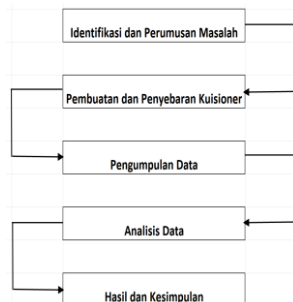 Identifikasi dan Perumusan Masalah
Pembuatan dan Penyebaran Kuisioner
Pengumpulan Data
Analisis Data
Hasil dan Kesimpulan